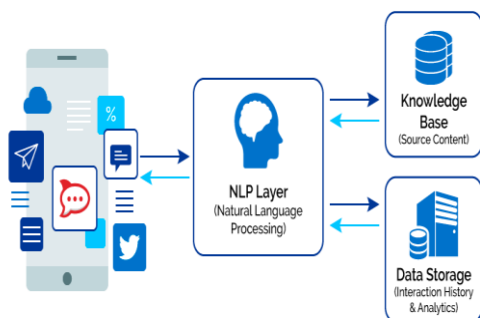 %
NLP Layer
(Natural Language
Processing)
Knowledge
Base
(Source Content)
Data Storage
(Interaction History
& Analytics)